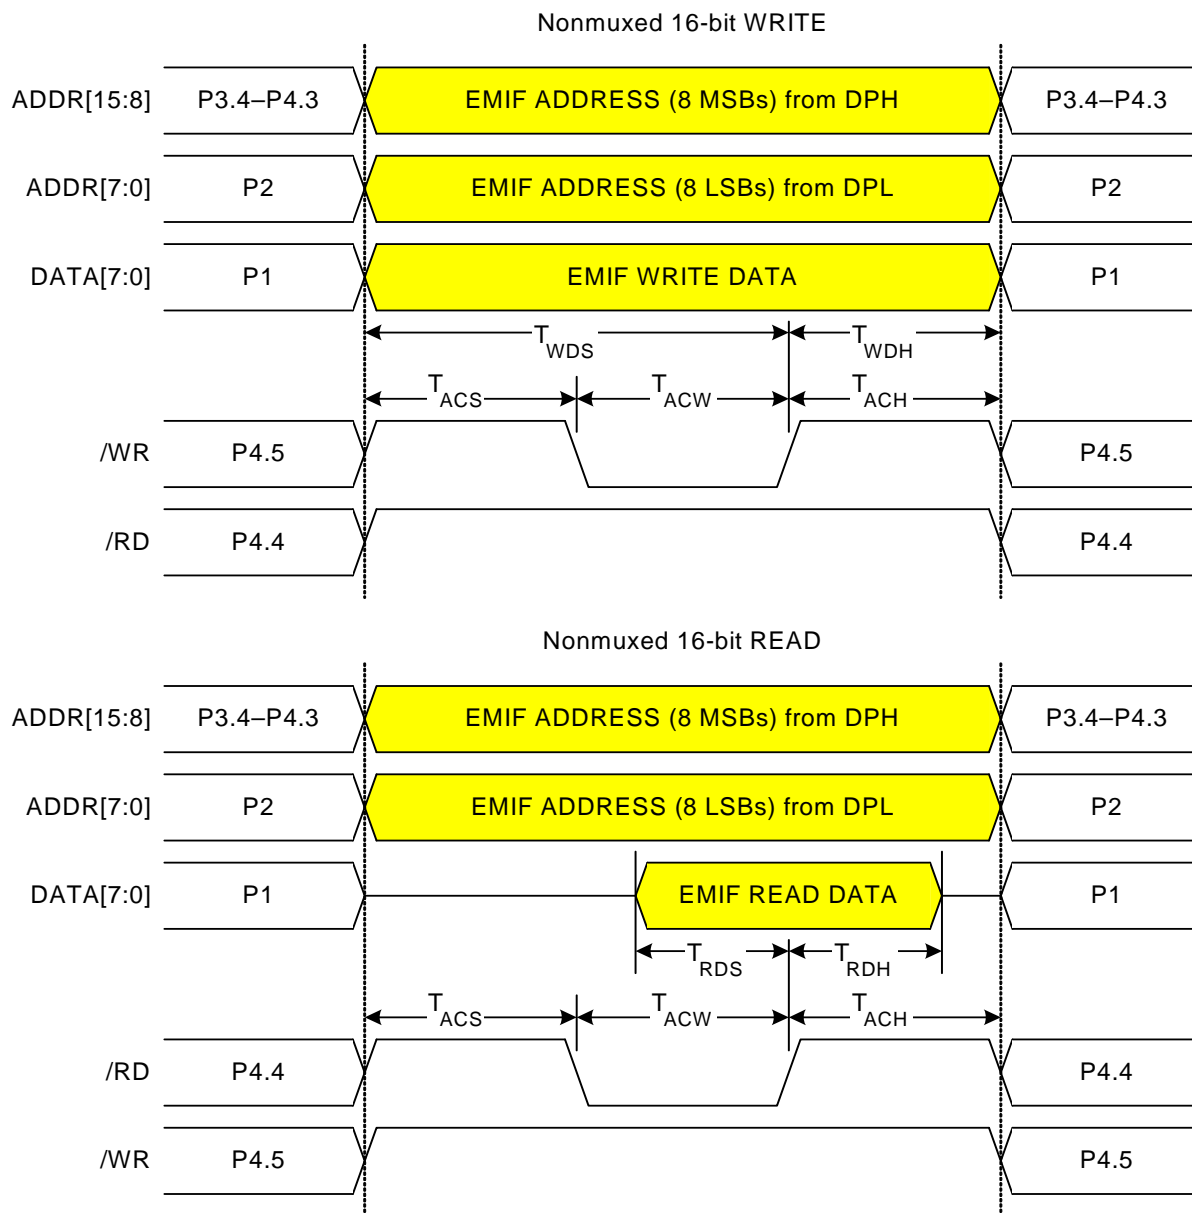 Nonmuxed 16-bit WRITE
ADDR[15:8] P3.4–P4.3 EMIF ADDRESS (8 MSBs) from DPH P3.4–P4.3
ADDR[7:0] P2 EMIF ADDRESS (8 LSBs) from DPL P2
DATA[7:0] P1 EMIF WRITE DATA P1
TWDS TWDH
TACS TACW TACH
/WR P4.5 P4.5
/RD P4.4 P4.4
Nonmuxed 16-bit READ
ADDR[15:8] P3.4–P4.3 EMIF ADDRESS (8 MSBs) from DPH P3.4–P4.3
ADDR[7:0] P2 EMIF ADDRESS (8 LSBs) from DPL P2
DATA[7:0] P1 EMIF READ DATA P1
TRDS TRDH
TACS TACW TACH
/RD P4.4 P4.4
/WR P4.5 P4.5